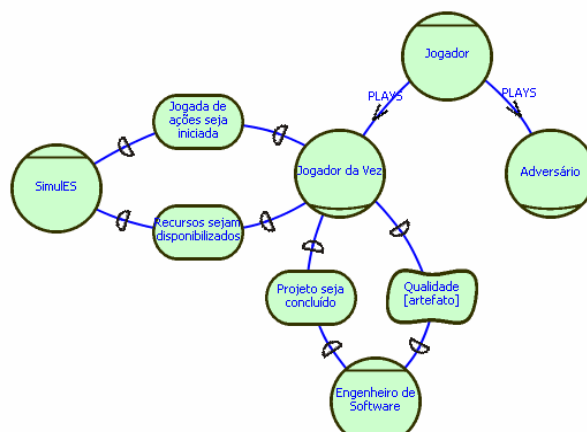 Jogador
PLAYS
PLAYS
Jogada de
ações seja
iniciada
SimulES
Jogador da Vez
Adversário
Recursos sejam
disponibilizados
Projeto seja
concluído
Qualidade
[artefato]
Engenheiro de
Software